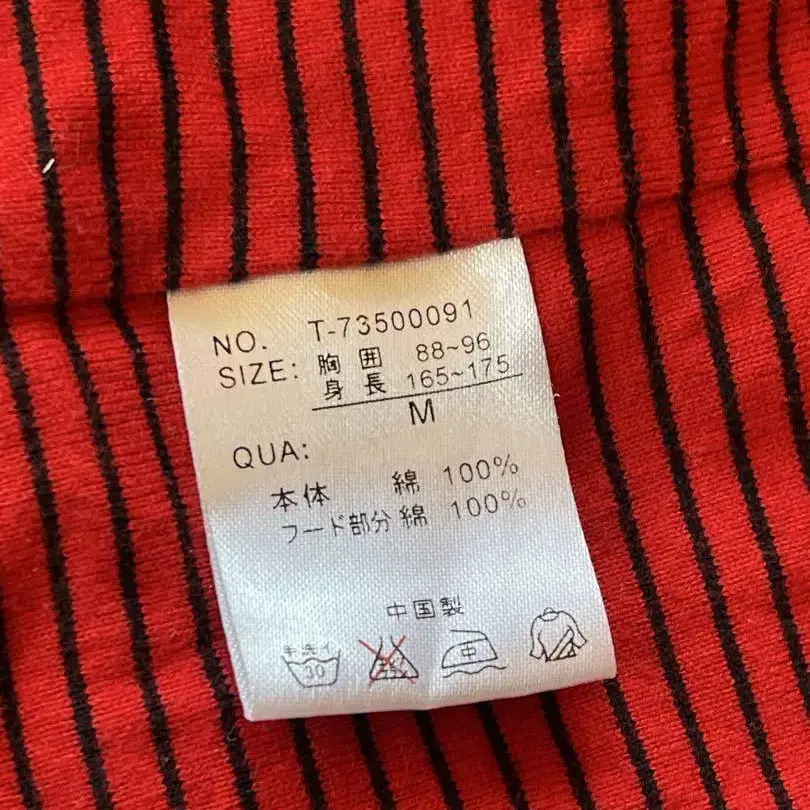 NO. T-73500091
SIZE: 胸囲 88~96
身長 165~175
M
QUA:
本体 綿 100%
フード部分 綿 100%
中国製
手洗イ 30 中